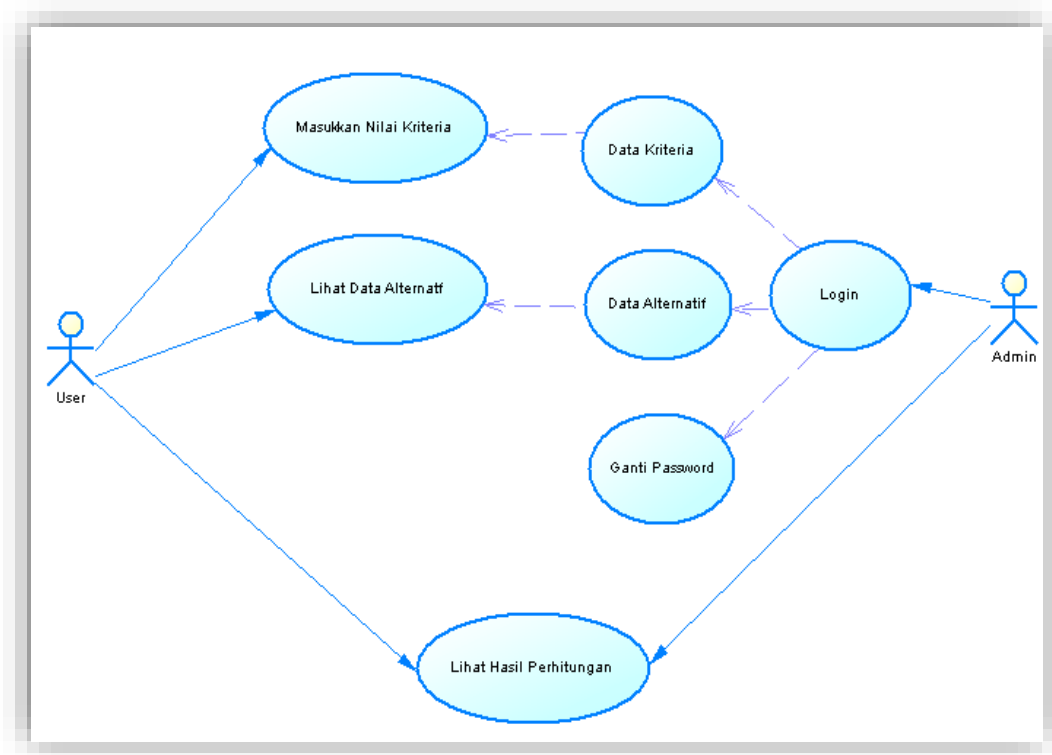 Masukkan Nilai Kriteria
Data Kriteria
Lihat Data Alternatf
Data Alternatif
Login
User
Admin
Ganti Password
Lihat Hasil Perhitungan